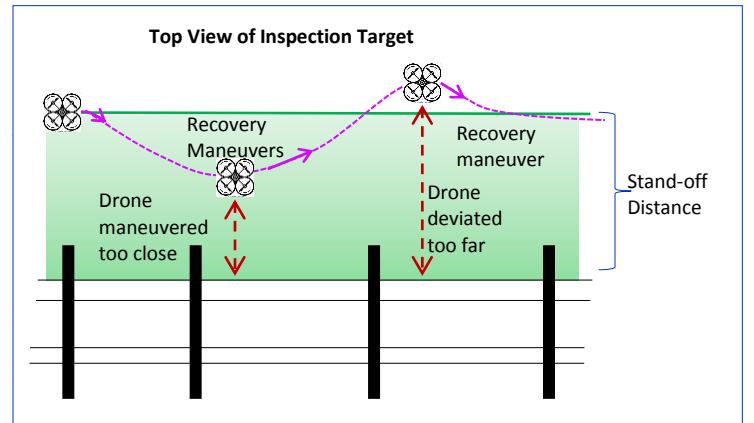 Top View of Inspection Target
Recovery
Maneuvers
Recovery
maneuver
Stand-off
Distance
Drone
maneuvered
too close
Drone
deviated
too far